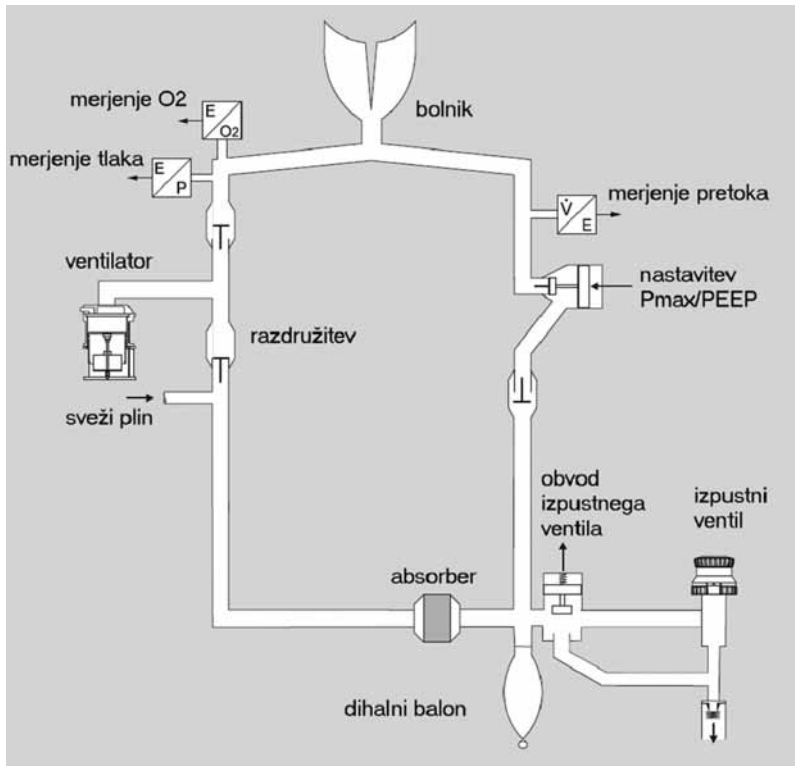 merjenje O2
E
O2
bolnik
merjenje tlaka
E
P
V̇
E
merjenje pretoka
ventilator
nastavitev
Pmax/PEEP
razdružitev
sveži plin
obvod
izpustnega
ventila
izpustni
ventil
absorber
dihalni balon